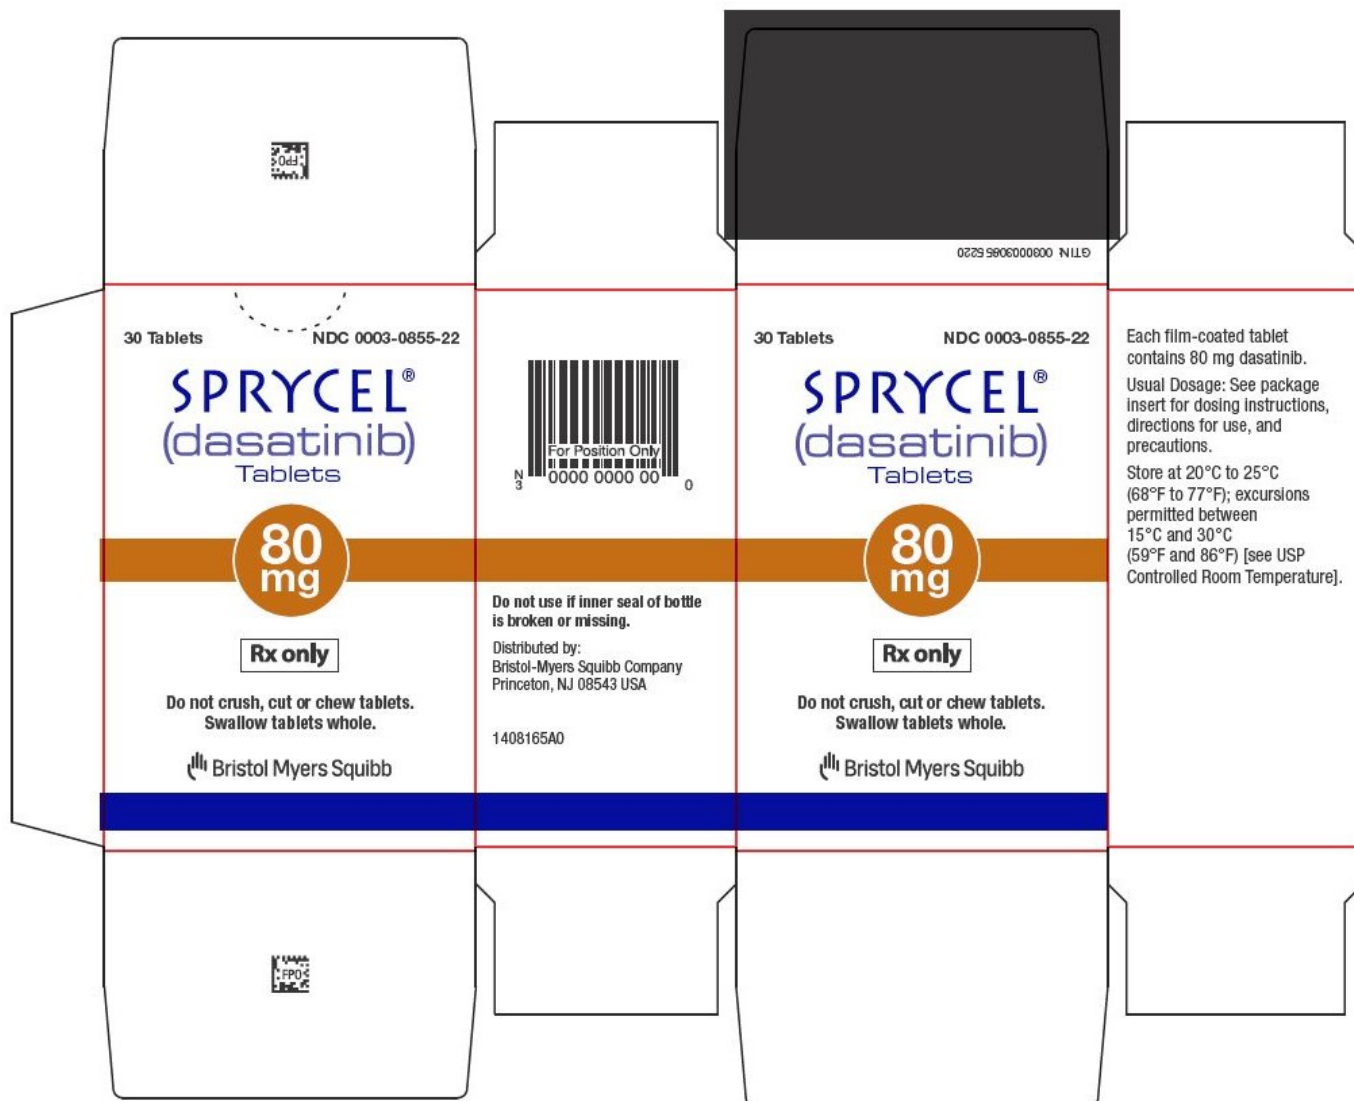 FPO
GTIN: 00300030855220
30 Tablets NDC 0003-0855-22
SPRYCEL®
(dasatinib)
Tablets
80
mg
Rx only
Do not crush, cut or chew tablets.
Swallow tablets whole.
Bristol Myers Squibb
For Position Only
N
3
0000 0000 00
0
Do not use if inner seal of bottle
is broken or missing.
Distributed by:
Bristol-Myers Squibb Company
Princeton, NJ 08543 USA
1408165A0
30 Tablets NDC 0003-0855-22
SPRYCEL®
(dasatinib)
Tablets
80
mg
Rx only
Do not crush, cut or chew tablets.
Swallow tablets whole.
Bristol Myers Squibb
Each film-coated tablet
contains 80 mg dasatinib.
Usual Dosage: See package
insert for dosing instructions,
directions for use, and
precautions.
Store at 20°C to 25°C
(68°F to 77°F); excursions
permitted between
15°C and 30°C
(59°F and 86°F) [see USP
Controlled Room Temperature].
FPO